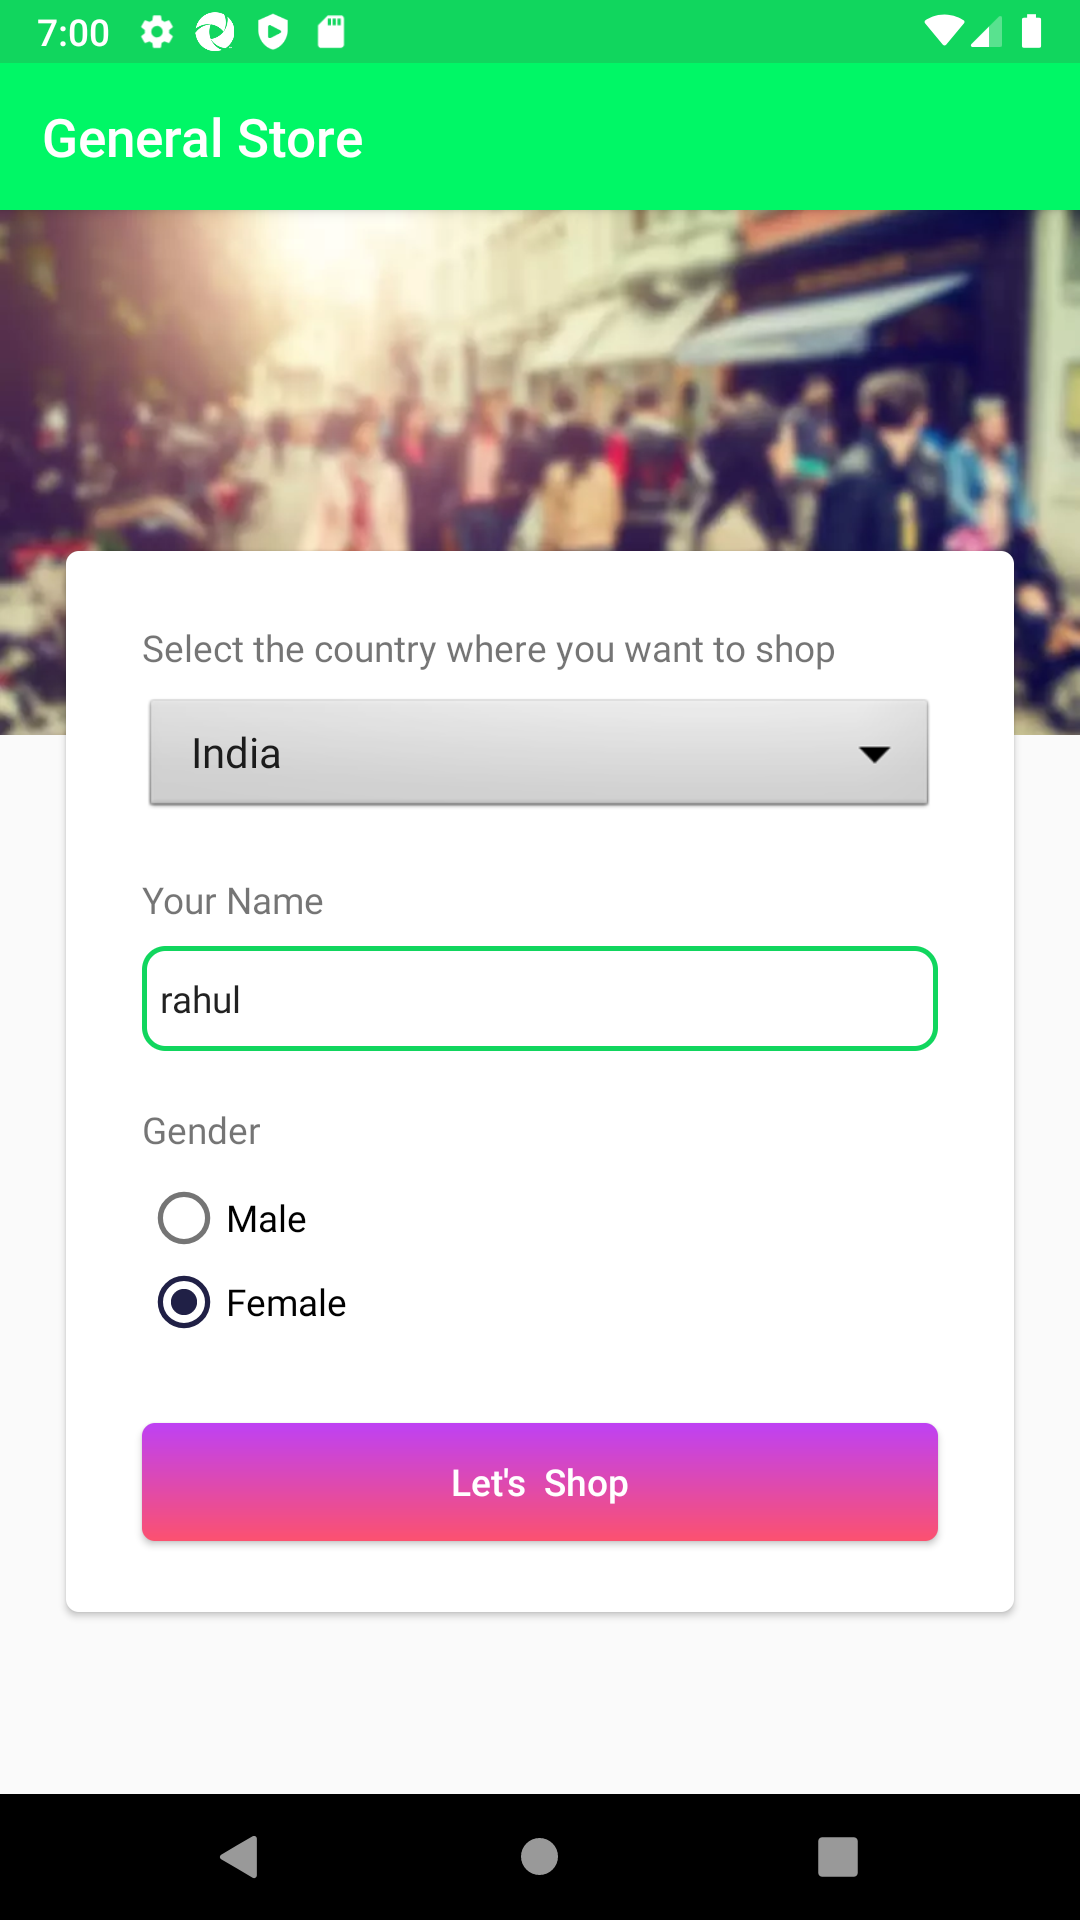 7:00
General Store
Select the country where you want to shop
India
Your Name
rahul
Gender
Male
Female
Let's Shop